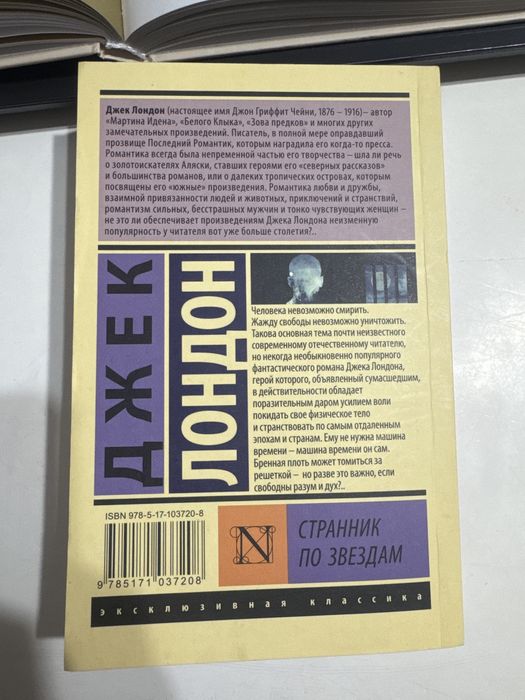 Джек Лондон (настоящее имя Джон Гриффит Чейни, 1876 – 1916) – автор
«Мартина Идена», «Белого Клыка», «Зова предков» и многих других
замечательных произведений. Писатель, в полной мере оправдавший
прозвище Последний Романтик, которым наградила его когда-то пресса.
Романтика всегда была непременной частью его творчества – шла ли речь
о золотоискателях Аляски, ставших героями его «северных рассказов»
и большинства романов, или о далеких тропических островах, которым
посвящены его «южные» произведения. Романтика любви и дружбы,
взаимной привязанности людей и животных, приключений и странствий,
романтизм сильных, бесстрашных мужчин и тонко чувствующих женщин –
не это ли обеспечивает произведениям Джека Лондона неизменную
популярность у читателя вот уже больше столетия?..
ДЖЕК
ЛОНДОН
Человека невозможно смирить.
Жажду свободы невозможно уничтожить.
Такова основная тема почти неизвестного
современному отечественному читателю,
но некогда необыкновенно популярного
фантастического романа Джека Лондона,
герой которого, объявленный сумасшедшим,
в действительности обладает
поразительным даром усилием воли
покидать свое физическое тело
и странствовать по самым отдаленным
эпохам и странам. Ему не нужна машина
времени – машина времени он сам.
Бренная плоть может томиться за
решеткой – но разве это важно, если
свободны разум и дух?..
ISBN 978-5-17-103720-8
9 785171 037208
N
СТРАННИК
ПО ЗВЕЗДАМ
эксклюзивная классика